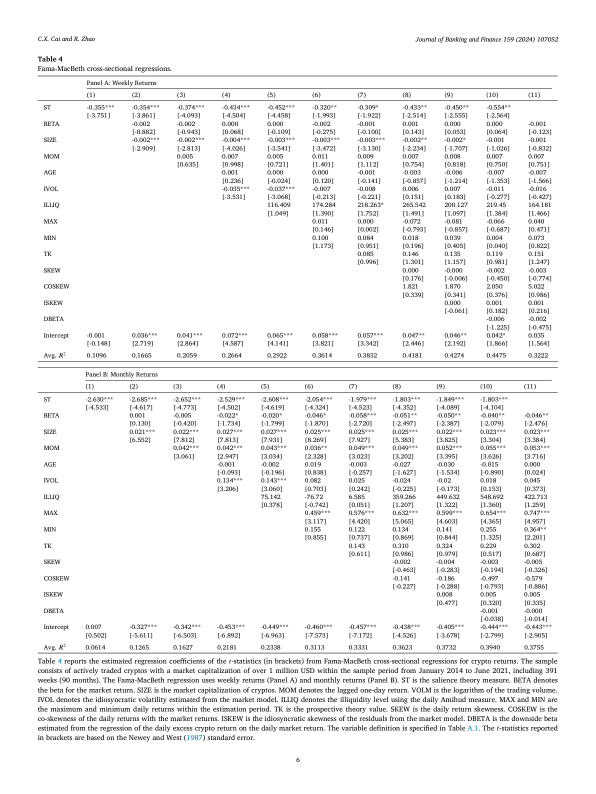 C.X. Cai and R. Zhao
Journal of Banking and Finance 159 (2024) 107052
Table 4
Fama-MacBeth cross-sectional regressions.
Panel A: Weekly Returns
(1) (2) (3) (4) (5) (6) (7) (8) (9) (10) (11)
ST -0.355*** -0.354*** -0.374*** -0.434*** -0.452*** -0.320** -0.309* -0.433** -0.450** -0.554**
[-3.751] [-3.861] [-4.093] [-4.504] [-4.458] [-1.993] [-1.922] [-2.514] [-2.555] [-2.564]
BETA -0.002 -0.002 0.000 0.000 -0.002 -0.001 0.001 0.001 0.000 -0.001
[-0.882] [-0.943] [0.068] [-0.109] [-0.275] [-0.100] [0.143] [0.053] [0.064] [-0.123]
SIZE -0.002*** -0.002*** -0.004*** -0.003*** -0.003*** -0.003*** -0.002** -0.002* -0.001 -0.001
[-2.909] [-2.813] [-4.026] [-3.541] [-3.472] [-3.130] [-2.234] [-1.707] [-1.026] [-0.832]
MOM 0.005 0.007 0.005 0.011 0.009 0.007 0.008 0.007 0.007
[0.635] [0.998] [0.721] [1.401] [1.112] [0.754] [0.818] [0.750] [0.751]
AGE 0.001 0.000 0.000 -0.001 -0.003 -0.006 -0.007 -0.007
[0.236] [-0.024] [0.120] [-0.141] [-0.857] [-1.214] [-1.353] [-1.566]
IVOL -0.035*** -0.037*** -0.007 -0.008 0.006 0.007 -0.011 -0.016
[-3.531] [-3.068] [-0.213] [-0.221] [0.151] [0.183] [-0.277] [-0.427]
ILLIQ 116.409 174.284 218.263* 265.542 200.127 219.45 164.181
[1.049] [1.390] [1.752] [1.491] [1.097] [1.384] [1.466]
MAX 0.011 0.000 -0.072 -0.081 -0.066 0.040
[0.146] [0.002] [-0.793] [-0.857] [-0.687] [0.471]
MIN 0.100 0.084 0.018 0.039 0.004 0.073
[1.173] [0.951] [0.196] [0.405] [0.040] [0.822]
TK 0.085 0.146 0.135 0.119 0.151
[0.996] [1.301] [1.157] [0.981] [1.247]
SKEW 0.000 -0.000 -0.002 -0.003
[0.176] [-0.006] [-0.450] [-0.774]
COSKEW 1.821 1.870 2.050 5.022
[0.339] [0.341] [0.376] [0.986]
ISKEW 0.000 0.001 0.001
[-0.061] [0.182] [0.216]
DBETA -0.006 -0.002
[-1.225] [-0.475]
Intercept -0.001 0.036*** 0.041*** 0.072*** 0.065*** 0.058*** 0.057*** 0.046** 0.046** 0.042* 0.035
[-0.148] [2.719] [2.864] [4.587] [4.141] [3.821] [3.342] [2.446] [2.192] [1.866] [1.564]
Avg. R² 0.1096 0.1665 0.2059 0.2664 0.2922 0.3614 0.3832 0.4181 0.4274 0.4475 0.3222
Panel B: Monthly Returns
(1) (2) (3) (4) (5) (6) (7) (8) (9) (10) (11)
ST -2.630*** -2.685*** -2.652*** -2.529*** -2.608*** -2.054*** -1.979*** -1.803*** -1.849*** -1.803***
[-4.533] [-4.617] [-4.773] [-4.502] [-4.619] [-4.324] [-4.523] [-4.352] [-4.089] [-4.104]
BETA 0.001 -0.005 -0.022* -0.020* -0.046* -0.058*** -0.051** -0.050** -0.040** -0.046**
[0.130] [-0.420] [-1.734] [-1.799] [-1.870] [-2.720] [-2.497] [-2.387] [-2.079] [-2.476]
SIZE 0.021*** 0.022*** 0.027*** 0.027*** 0.025*** 0.025*** 0.025*** 0.022*** 0.023*** 0.023***
[6.552] [7.812] [7.813] [7.931] [8.269] [7.927] [5.383] [3.825] [3.304] [3.384]
MOM 0.042*** 0.042*** 0.043*** 0.036** 0.049*** 0.049*** 0.052*** 0.055*** 0.053***
[3.061] [2.947] [3.034] [2.328] [3.023] [3.202] [3.395] [3.626] [3.716]
AGE -0.001 -0.002 0.019 -0.003 -0.027 -0.030 -0.015 0.000
[-0.093] [-0.196] [0.838] [-0.257] [-1.627] [-1.534] [-0.890] [0.024]
IVOL 0.134*** 0.143*** 0.082 0.025 -0.024 -0.02 0.018 0.045
[3.206] [3.060] [0.703] [0.242] [-0.225] [-0.173] [0.153] [0.373]
ILLIQ 75.142 -76.72 6.585 359.266 449.632 548.692 422.713
[0.378] [-0.742] [0.051] [1.207] [1.322] [1.360] [1.259]
MAX 0.459*** 0.576*** 0.632*** 0.599*** 0.654*** 0.747***
[3.117] [4.420] [5.065] [4.603] [4.365] [4.957]
MIN 0.155 0.122 0.134 0.141 0.255 0.364**
[0.855] [0.737] [0.869] [0.844] [1.325] [2.201]
TK 0.143 0.310 0.324 0.229 0.302
[0.611] [0.986] [0.979] [0.517] [0.687]
SKEW -0.002 -0.004 -0.003 -0.005
[-0.463] [-0.283] [-0.194] [-0.326]
COSKEW -0.141 -0.186 -0.497 -0.579
[-0.227] [-0.288] [-0.793] [-0.886]
ISKEW 0.008 0.005 0.005
[0.477] [0.320] [0.335]
DBETA -0.001 -0.000
[-0.038] [-0.014]
Intercept 0.007 -0.327*** -0.342*** -0.453*** -0.449*** -0.460*** -0.457*** -0.438*** -0.405*** -0.444*** -0.443***
[0.502] [-5.611] [-6.503] [-6.892] [-6.963] [-7.573] [-7.172] [-4.526] [-3.678] [-2.799] [-2.905]
Avg. R² 0.0614 0.1265 0.1627 0.2181 0.2338 0.3113 0.3331 0.3623 0.3732 0.3940 0.3755
Table 4 reports the estimated regression coefficients of the t-statistics (in brackets) from Fama-MacBeth cross-sectional regressions for crypto returns. The sample
consists of actively traded cryptos with a market capitalization of over 1 million USD within the sample period from January 2014 to June 2021, including 391
weeks (90 months). The Fama-MacBeth regression uses weekly returns (Panel A) and monthly returns (Panel B). ST is the salience theory measure. BETA denotes
the beta for the market return. SIZE is the market capitalization of cryptos. MOM denotes the lagged one-day return. VOLM is the logarithm of the trading volume.
IVOL denotes the idiosyncratic volatility estimated from the market model. ILLIQ denotes the illiquidity level using the daily Amihud measure. MAX and MIN are
the maximum and minimum daily returns within the estimation period. TK is the prospective theory value. SKEW is the daily return skewness. COSKEW is the
co-skewness of the daily returns with the market returns. ISKEW is the idiosyncratic skewness of the residuals from the market model. DBETA is the downside beta
estimated from the regression of the daily excess crypto return on the daily market return. The variable definition is specified in Table A.1. The t-statistics reported
in brackets are based on the Newey and West (1987) standard error.
6